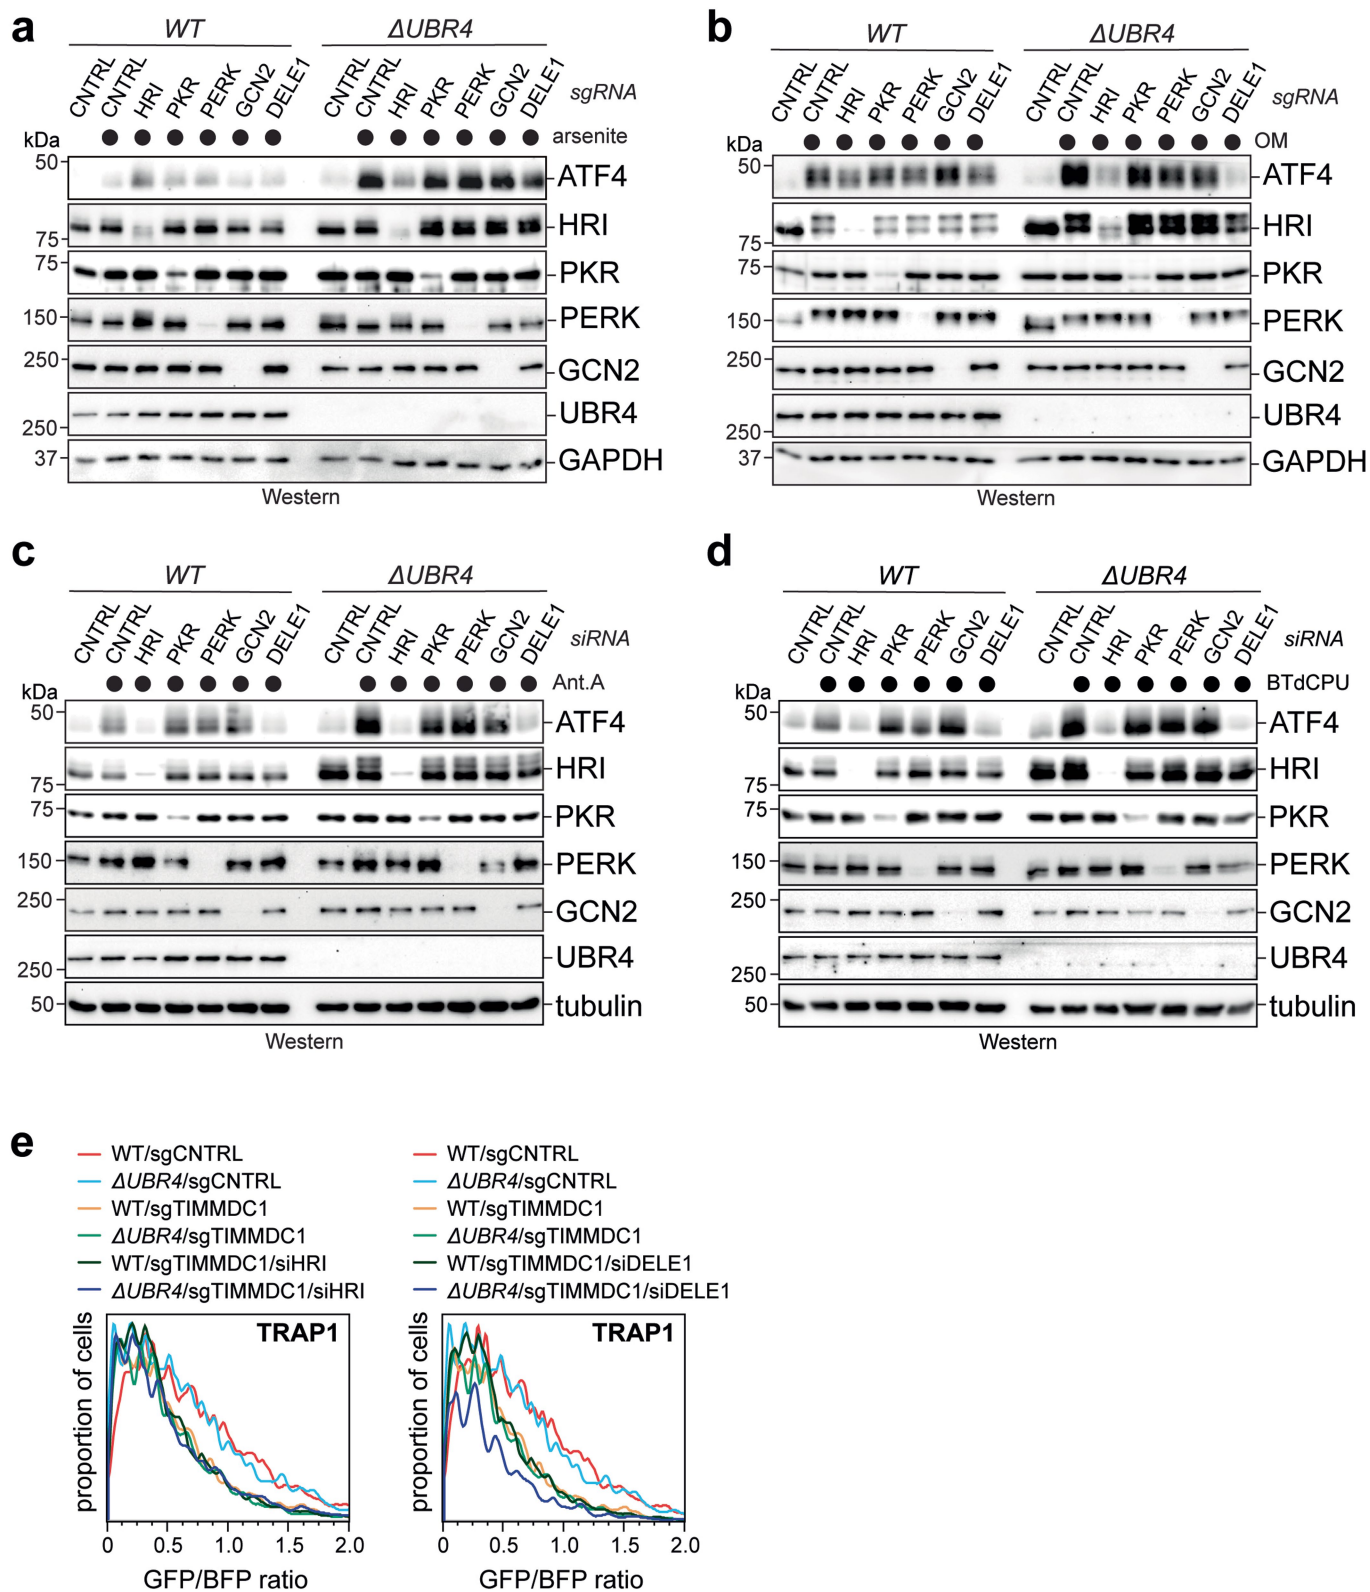 a
WT ΔUBR4
CNTRL CNTRL HRI PKR PERK GCN2 DELE1 CNTRL CNTRL HRI PKR PERK GCN2 DELE1 sgRNA
arsenite
kDa
50 ATF4
HRI
75
75 PKR
150 PERK
250 GCN2
UBR4
250
37 GAPDH
Western
b
WT ΔUBR4
CNTRL CNTRL HRI PKR PERK GCN2 DELE1 CNTRL CNTRL HRI PKR PERK GCN2 DELE1 sgRNA
OM
kDa
50 ATF4
HRI
75
75 PKR
150 PERK
250 GCN2
UBR4
250
37 GAPDH
Western
c
WT ΔUBR4
CNTRL CNTRL HRI PKR PERK GCN2 DELE1 CNTRL CNTRL HRI PKR PERK GCN2 DELE1 siRNA
Ant.A
kDa
50 ATF4
HRI
75
75 PKR
150 PERK
250 GCN2
UBR4
250
50 tubulin
Western
d
WT ΔUBR4
CNTRL CNTRL HRI PKR PERK GCN2 DELE1 CNTRL CNTRL HRI PKR PERK GCN2 DELE1 siRNA
BTdCPU
kDa
50 ATF4
HRI
75
75 PKR
150 PERK
250 GCN2
UBR4
250
50 tubulin
Western
e
WT/sgCNTRL
ΔUBR4/sgCNTRL
WT/sgTIMMDC1
ΔUBR4/sgTIMMDC1
WT/sgTIMMDC1/siHRI
ΔUBR4/sgTIMMDC1/siHRI
TRAP1
proportion of cells
0 0.5 1.0 1.5 2.0
GFP/BFP ratio
WT/sgCNTRL
ΔUBR4/sgCNTRL
WT/sgTIMMDC1
ΔUBR4/sgTIMMDC1
WT/sgTIMMDC1/siDELE1
ΔUBR4/sgTIMMDC1/siDELE1
TRAP1
proportion of cells
0 0.5 1.0 1.5 2.0
GFP/BFP ratio